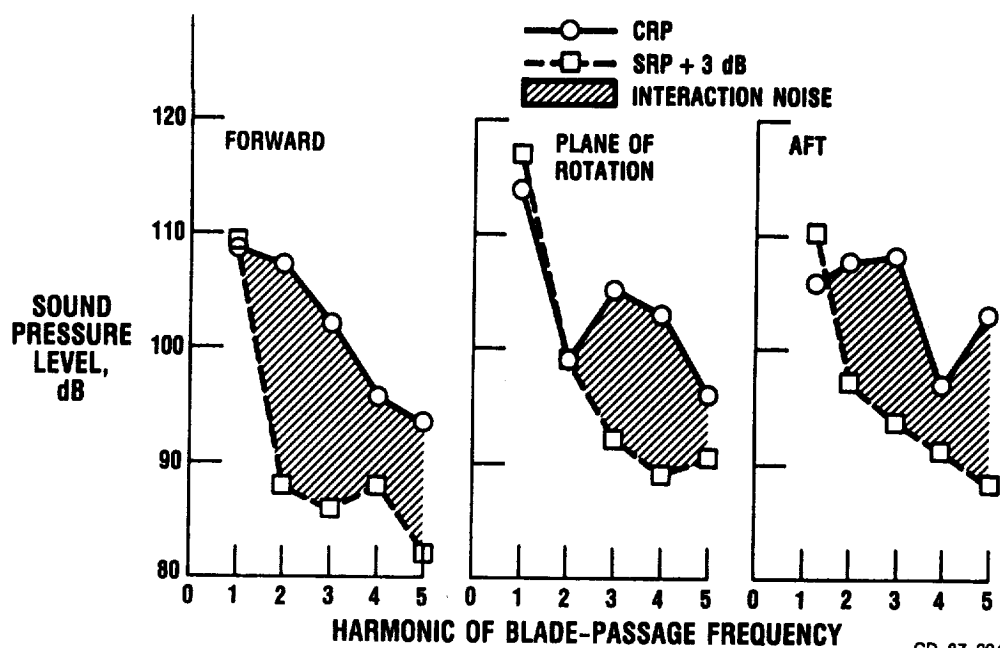 CRP
SRP + 3 dB
INTERACTION NOISE
120
110
100
90
80
SOUND
PRESSURE
LEVEL,
dB
FORWARD
PLANE OF
ROTATION
AFT
0 1 2 3 4 5
0 1 2 3 4 5
0 1 2 3 4 5
HARMONIC OF BLADE-PASSAGE FREQUENCY